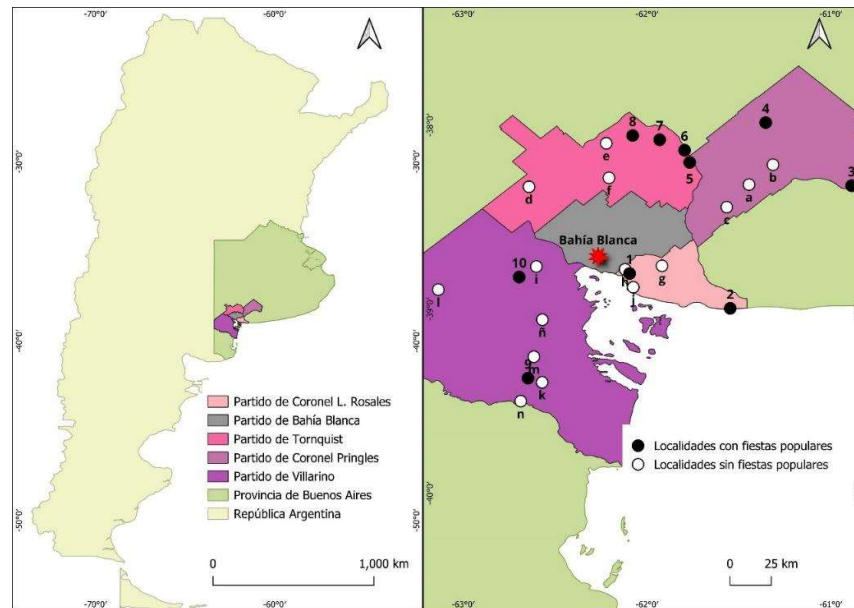 -70°0'
-60°0'
-30°0'
-40°0'
-50°0'
Partido de Coronel L. Rosales
Partido de Bahía Blanca
Partido de Tornquist
Partido de Coronel Pringles
Partido de Villarino
Provincia de Buenos Aires
República Argentina
0 1,000 km
-70°0'
-60°0'
-63°0'
-62°0'
-61°0'
-38°0'
-39°0'
-40°0'
4
8
7
6
e
5
b
3
f
a
d
c
Bahía Blanca
10
i
1
h
g
j
l
2
ñ
9
m
k
n
Localidades con fiestas populares
Localidades sin fiestas populares
0 25 km
-63°0'
-62°0'
-61°0'